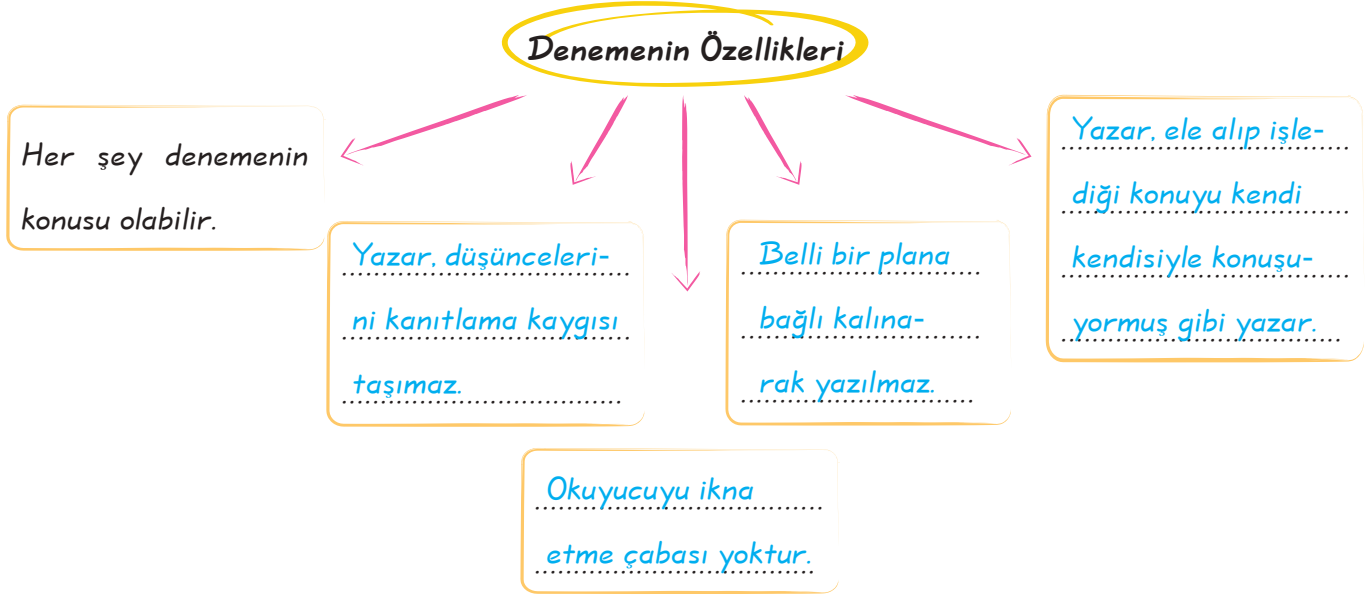 Denemenin Özellikleri
Her şey denemenin
konusu olabilir.
Yazar, düşünceleri-
ni kanıtlama kaygısı
taşımaz.
Okuyucuyu ikna
etme çabası yoktur.
Belli bir plana
bağlı kalına-
rak yazılmaz.
Yazar, ele alıp işle-
diği konuyu kendi
kendisiyle konuşu-
yormuş gibi yazar.